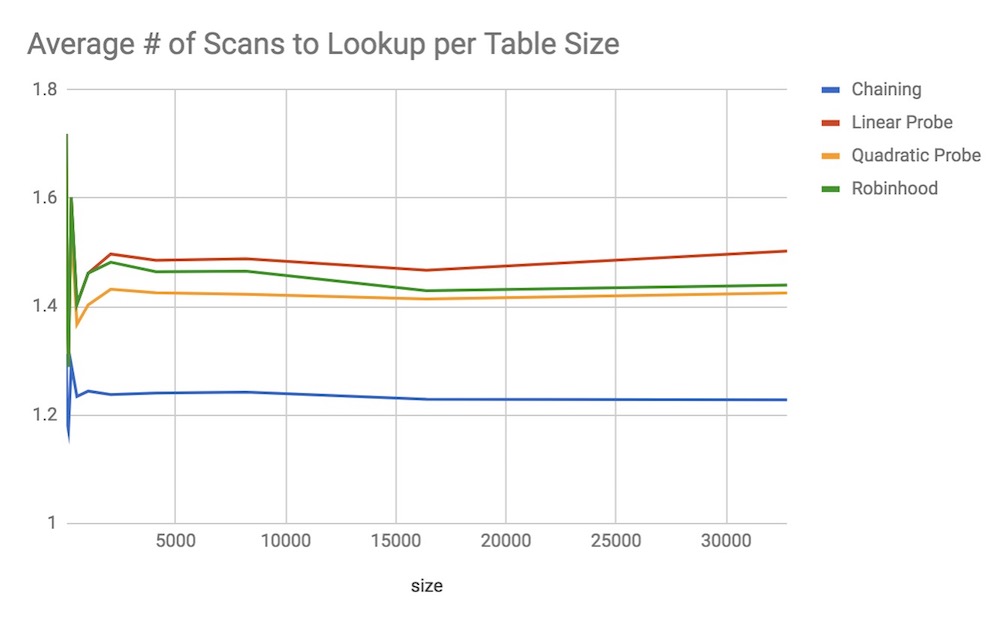 Average # of Scans to Lookup per Table Size
1.8
1.6
1.4
1.2
1
5000 10000 15000 20000 25000 30000
size
Chaining
Linear Probe
Quadratic Probe
Robinhood